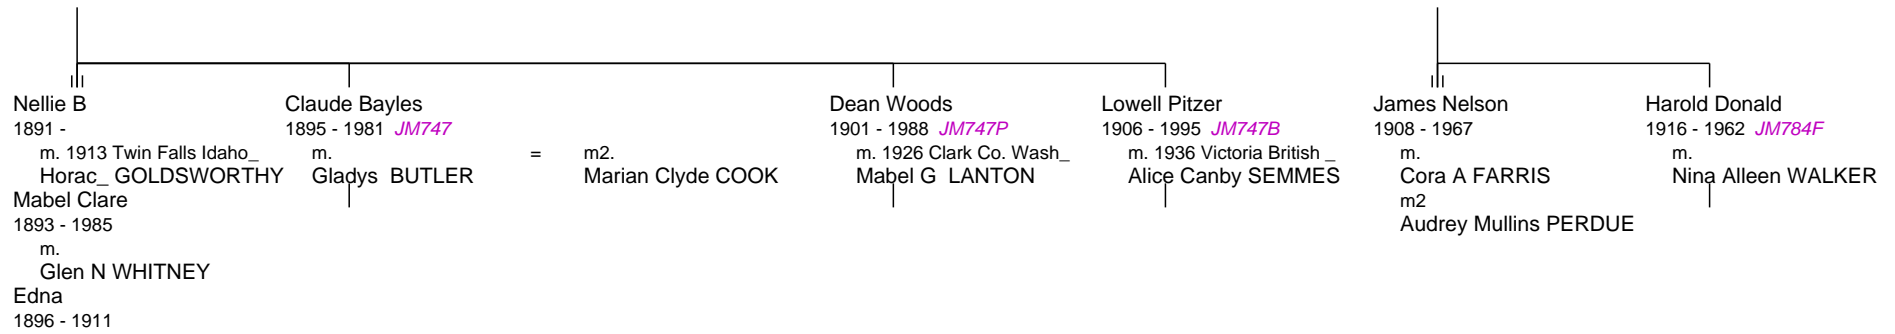 Nellie B
1891 -
m. 1913 Twin Falls Idaho_
Horac_ GOLDSWORTHY
Mabel Clare
1893 - 1985
m.
Glen N WHITNEY
Edna
1896 - 1911
Claude Bayles
1895 - 1981 JM747
m. = m2.
Gladys BUTLER Marian Clyde COOK
Dean Woods
1901 - 1988 JM747P
m. 1926 Clark Co. Wash_
Mabel G LANTON
Lowell Pitzer
1906 - 1995 JM747B
m. 1936 Victoria British _
Alice Canby SEMMES
James Nelson
1908 - 1967
m.
Cora A FARRIS
m2
Audrey Mullins PERDUE
Harold Donald
1916 - 1962 JM784F
m.
Nina Alleen WALKER